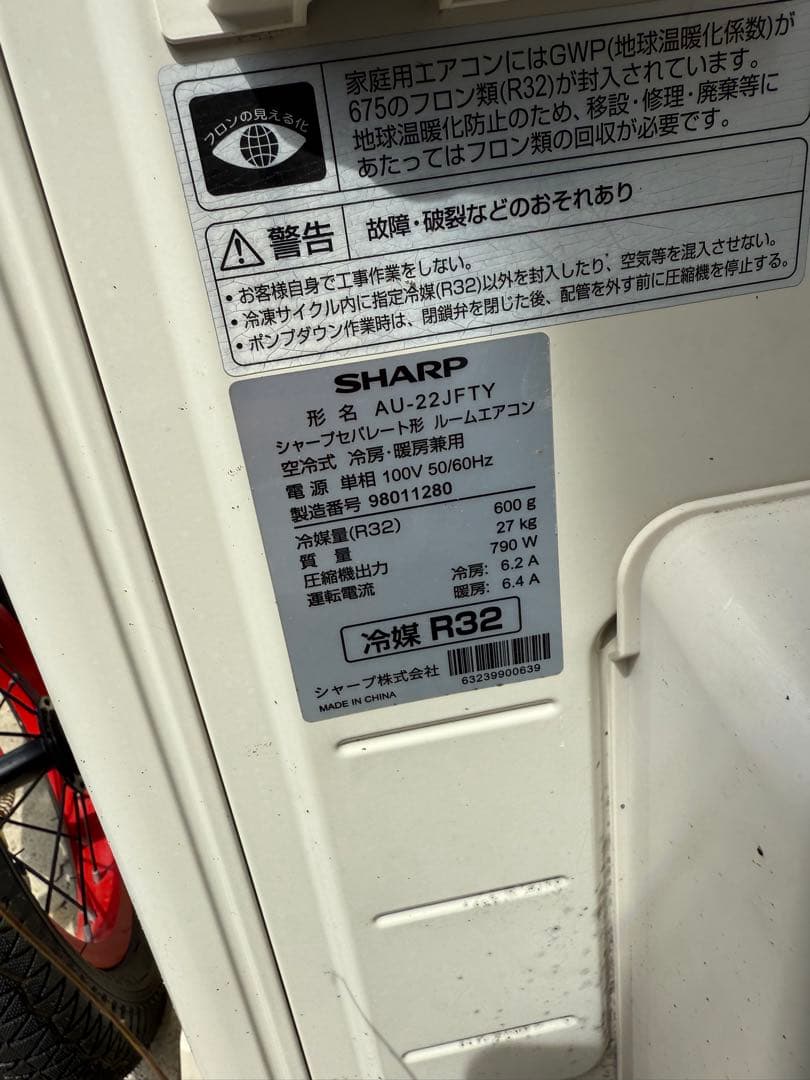 フロンの見える化
家庭用エアコンにはGWP(地球温暖化係数)が
675のフロン類(R32)が封入されています。
地球温暖化防止のため、移設・修理・廃棄等に
あたってはフロン類の回収が必要です。
警告
故障・破裂などのおそれあり
・お客様自身で工事作業をしない。
・冷凍サイクル内に指定冷媒(R32)以外を封入したり、空気等を混入させない。
・ポンプダウン作業時は、閉鎖弁を閉じた後、配管を外す前に圧縮機を停止する。
SHARP
形名 AU-22JFTY
シャープセパレート形 ルームエアコン
空冷式 冷房・暖房兼用
電源 単相 100V 50/60Hz
製造番号 98011280
冷媒量(R32) 600 g
質量 27 kg
圧縮機出力 790 W
運転電流 冷房: 6.2 A
暖房: 6.4 A
冷媒 R32
シャープ株式会社
63239900639
MADE IN CHINA